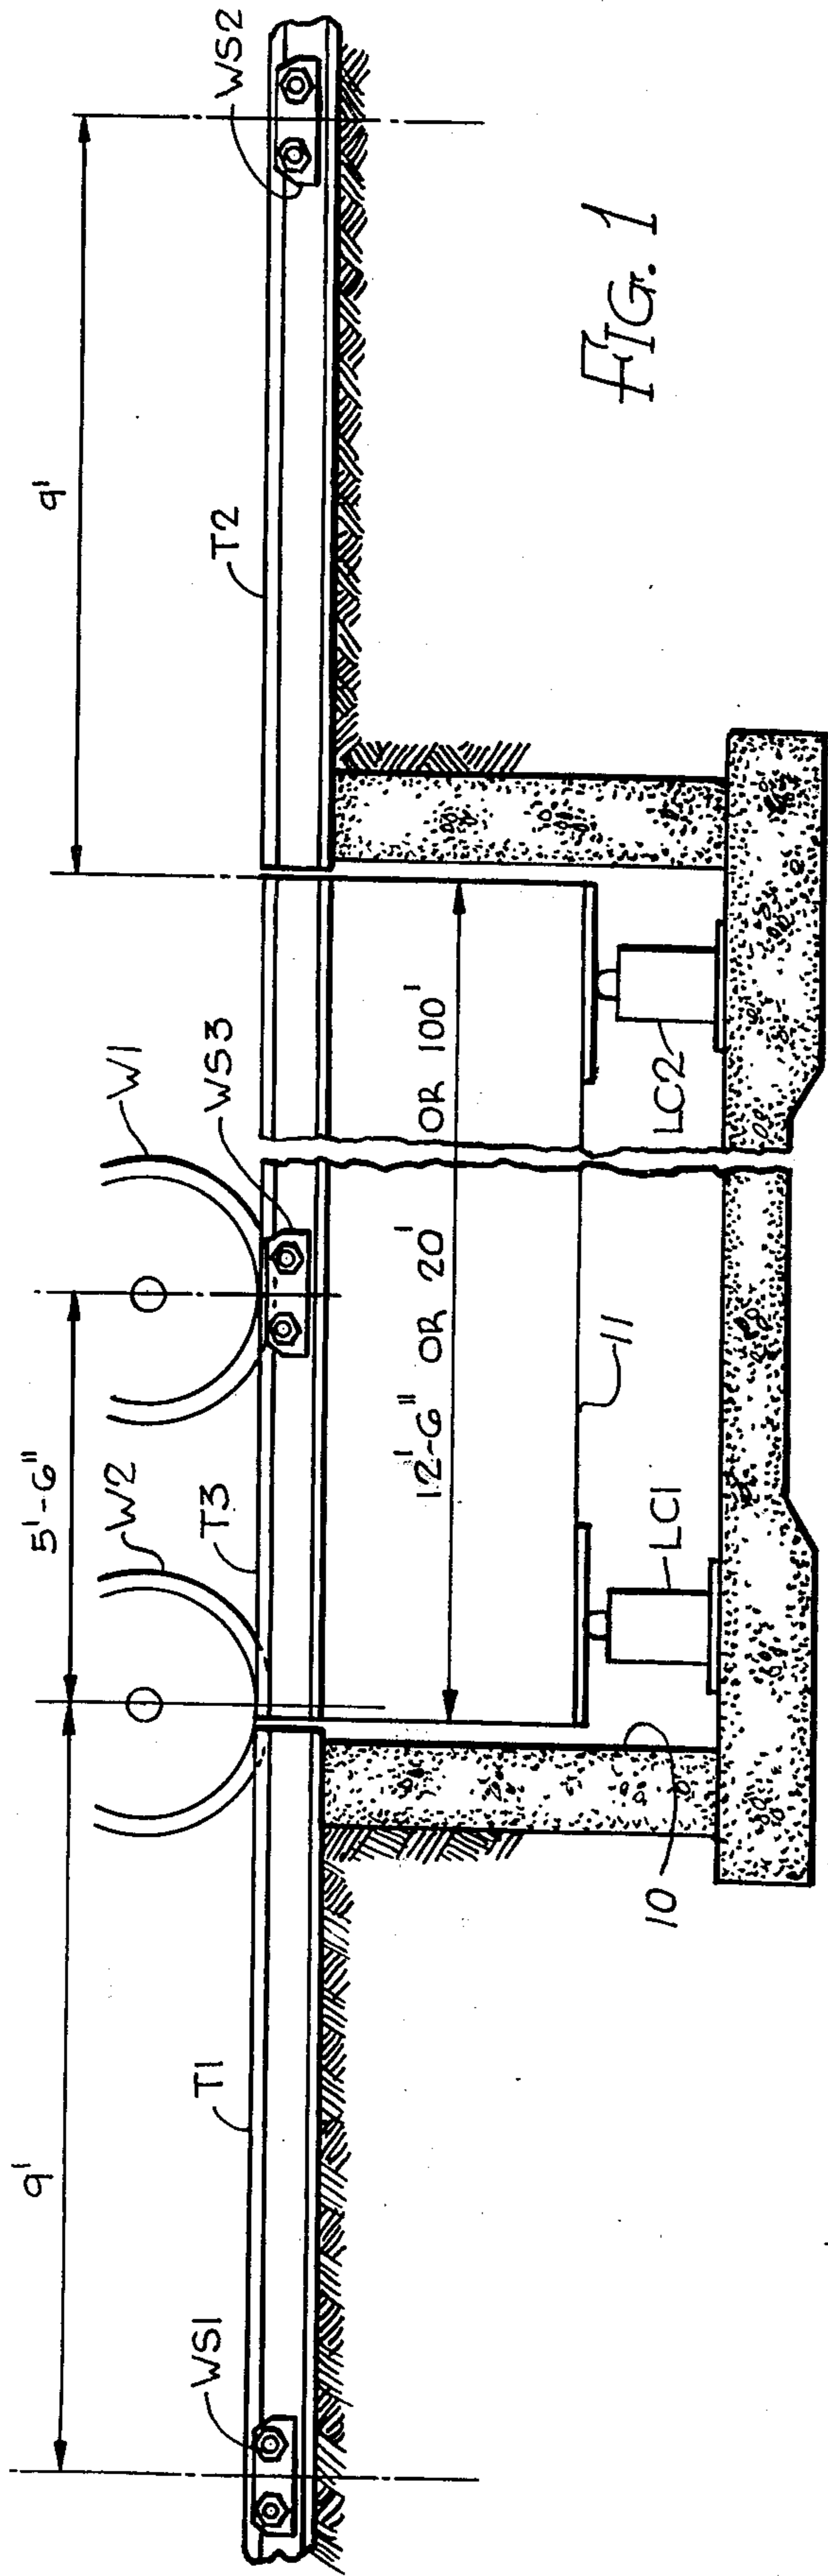 9'
5'-6"
9'
W2
W1
WS1
T1
T3
WS3
T2
WS2
12'-6" OR 20' OR 100'
11
10
LC1
LC2
FIG. 1